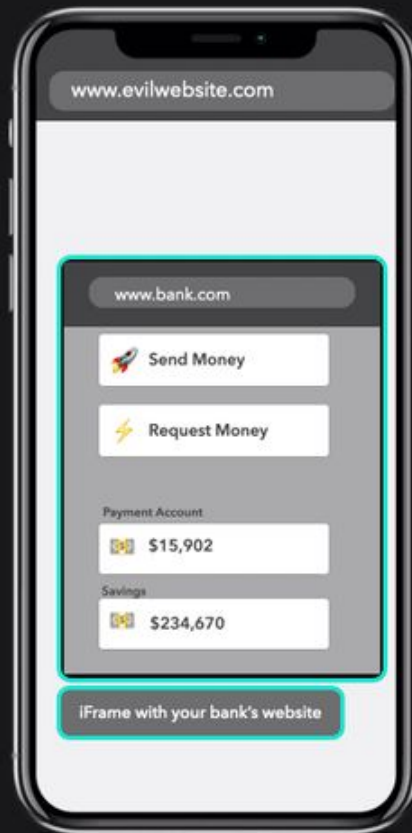 www.evilwebsite.com
www.bank.com
Send Money
Request Money
Payment Account
$15,902
Savings
$234,670
iFrame with your bank's website